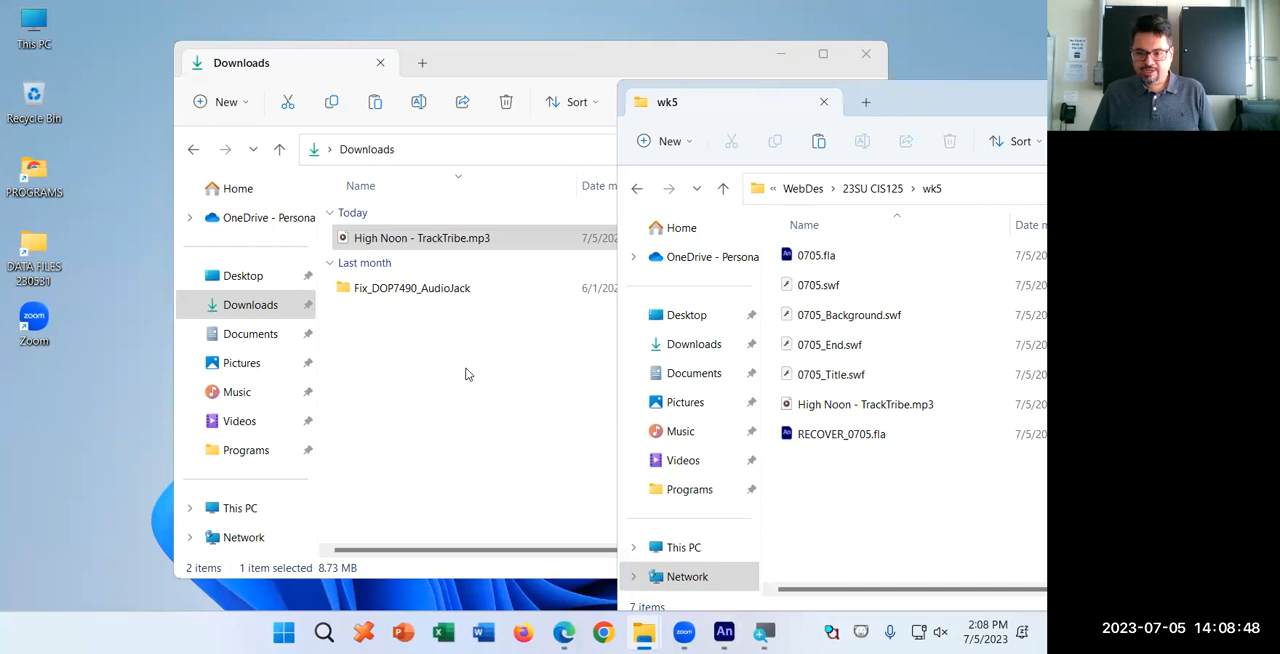 This PC
Recycle Bin
PROGRAMS
DATA FILES
230531
zoom
Zoom
Downloads
New
Sort
Downloads
Home
OneDrive - Persona
Desktop
Downloads
Documents
Pictures
Music
Videos
Programs
This PC
Network
Name
Date m
Today
High Noon - TrackTribe.mp3
7/5/202
Last month
Fix_DOP7490_AudioJack
6/1/202
2 items
1 item selected 8.73 MB
wk5
New
Sort
« WebDes › 23SU CIS125 › wk5
Home
OneDrive - Persona
Desktop
Downloads
Documents
Pictures
Music
Videos
Programs
This PC
Network
Name
Date m
0705.fla
7/5/20
0705.swf
7/5/20
0705_Background.swf
7/5/20
0705_End.swf
7/5/20
0705_Title.swf
7/5/20
High Noon - TrackTribe.mp3
7/5/20
RECOVER_0705.fla
7/5/20
7 items
zoom
An
2:08 PM
7/5/2023
2023-07-05 14:08:48